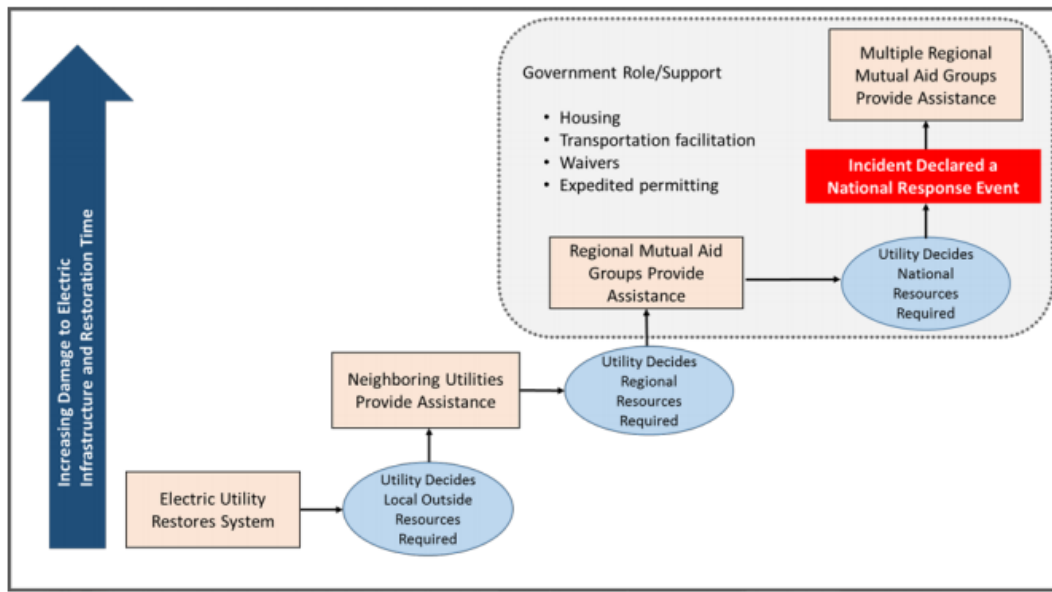 Increasing Damage to Electric
Infrastructure and Restoration Time
Government Role/Support
• Housing
• Transportation facilitation
• Waivers
• Expedited permitting
Multiple Regional
Mutual Aid Groups
Provide Assistance
Incident Declared a
National Response Event
Regional Mutual Aid
Groups Provide
Assistance
Utility Decides
National
Resources
Required
Neighboring Utilities
Provide Assistance
Utility Decides
Regional
Resources
Required
Electric Utility
Restores System
Utility Decides
Local Outside
Resources
Required